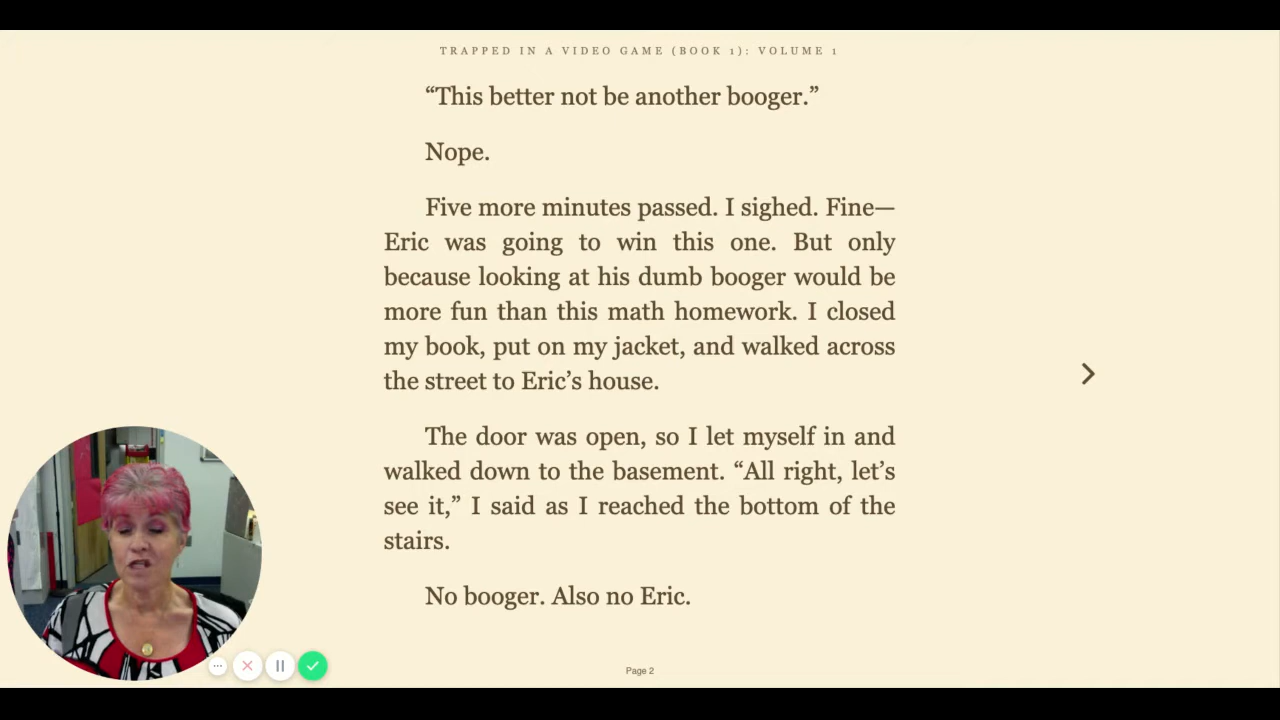 TRAPPED IN A VIDEO GAME (BOOK 1): VOLUME 1
“This better not be another booger.”
Nope.
Five more minutes passed. I sighed. Fine—
Eric was going to win this one. But only
because looking at his dumb booger would be
more fun than this math homework. I closed
my book, put on my jacket, and walked across
the street to Eric’s house.
The door was open, so I let myself in and
walked down to the basement. “All right, let’s
see it,” I said as I reached the bottom of the
stairs.
No booger. Also no Eric.
Page 2